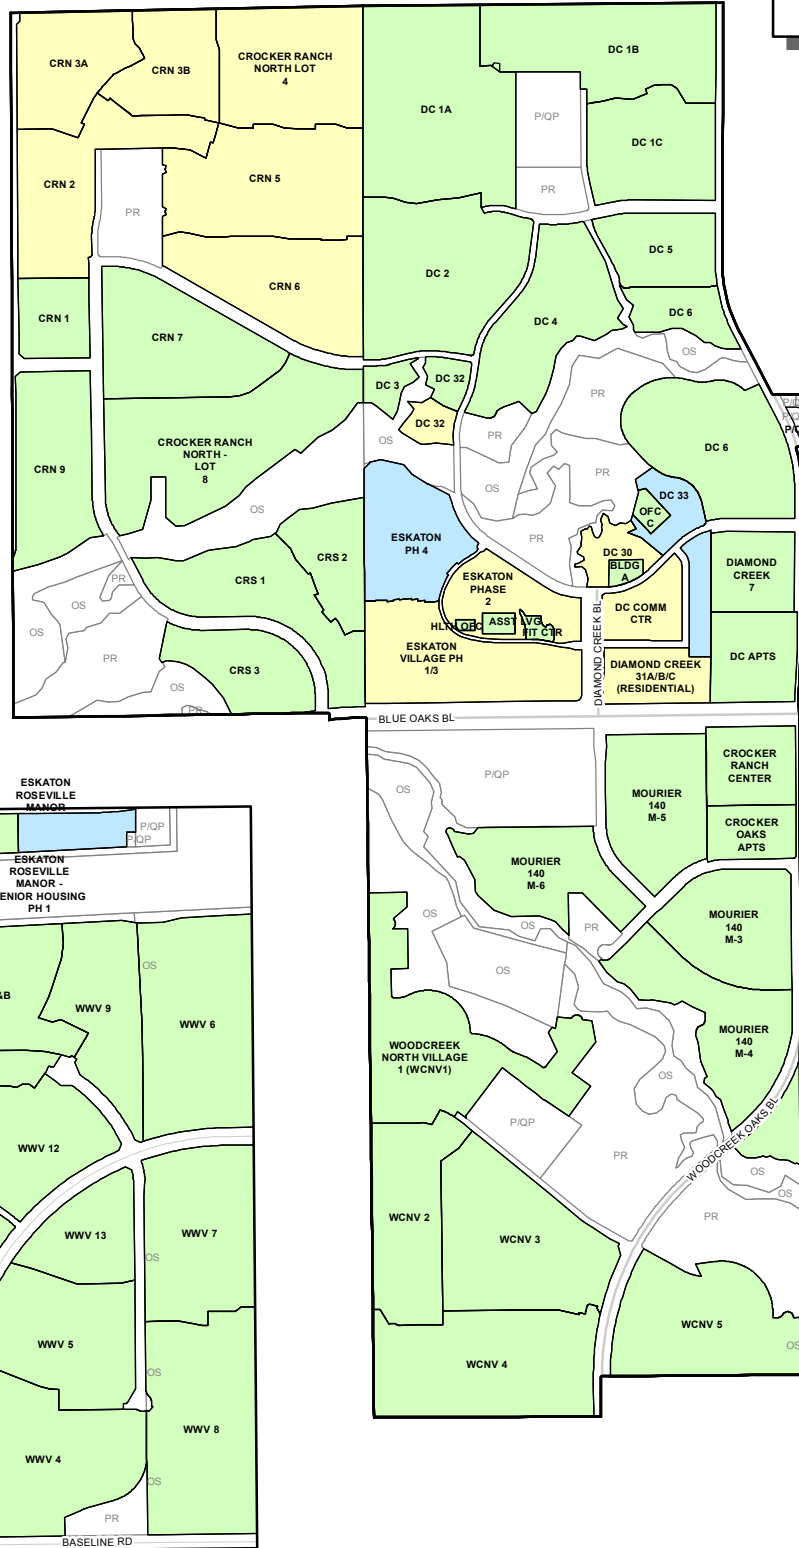 CRN 3A
CRN 3B
CROCKER RANCH
NORTH LOT
4
DC 1B
DC 1A
P/QP
DC 1C
CRN 2
CRN 5
PR
PR
DC 5
DC 2
CRN 6
CRN 1
CRN 7
DC 4
DC 6
OS
DC 3
DC 32
PR
P/Q
DC 32
PR
OS
CROCKER RANCH
NORTH -
LOT
8
DC 6
CRN 9
PR
OS
DC 33
OS
OFC
C
ESKATON
PH 4
PR
CRS 2
DC 30
BLDG
A
DIAMOND
CREEK
7
PR
CRS 1
ESKATON
PHASE
2
OS
DC COMM
CTR
HLTH OFC
ASST LVG
FIT CTR
OS
PR
ESKATON
VILLAGE PH
1/3
DIAMOND CREEK BL
DC APTS
CRS 3
DIAMOND CREEK
31A/B/C
(RESIDENTIAL)
OS
PR
BLUE OAKS BL
P/QP
CROCKER
RANCH
CENTER
OS
MOURIER
140
M-5
ESKATON
ROSEVILLE
MANOR
P/QP
P/QP
CROCKER
OAKS
APTS
ESKATON
ROSEVILLE
MANOR -
ENIOR HOUSING
PH 1
MOURIER
140
M-6
OS
OS
PR
MOURIER
140
M-3
OS
OS
&B
WWV 9
WWV 6
MOURIER
140
M-4
WOODCREEK
NORTH VILLAGE
1 (WCNV1)
OS
P/QP
WOODCREEK OAKS BL
WWV 12
PR
OS
OS
WCNV 2
PR
WWV 13
WWV 7
WCNV 3
OS
WCNV 5
WWV 5
OS
WCNV 4
OS
WWV 8
WWV 4
OS
PR
BASELINE RD